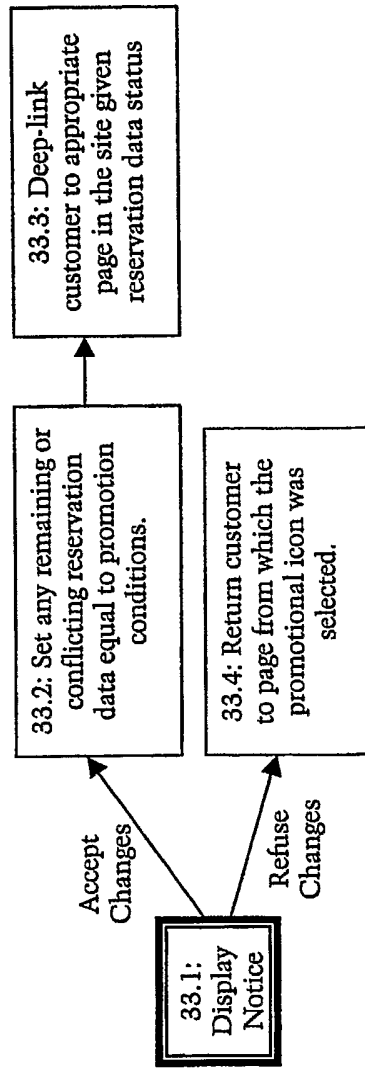 33.1:
Display
Notice
Accept
Changes
Refuse
Changes
33.2: Set any remaining or
conflicting reservation
data equal to promotion
conditions.
33.3: Deep-link
customer to appropriate
page in the site given
reservation data status
33.4: Return customer
to page from which the
promotional icon was
selected.